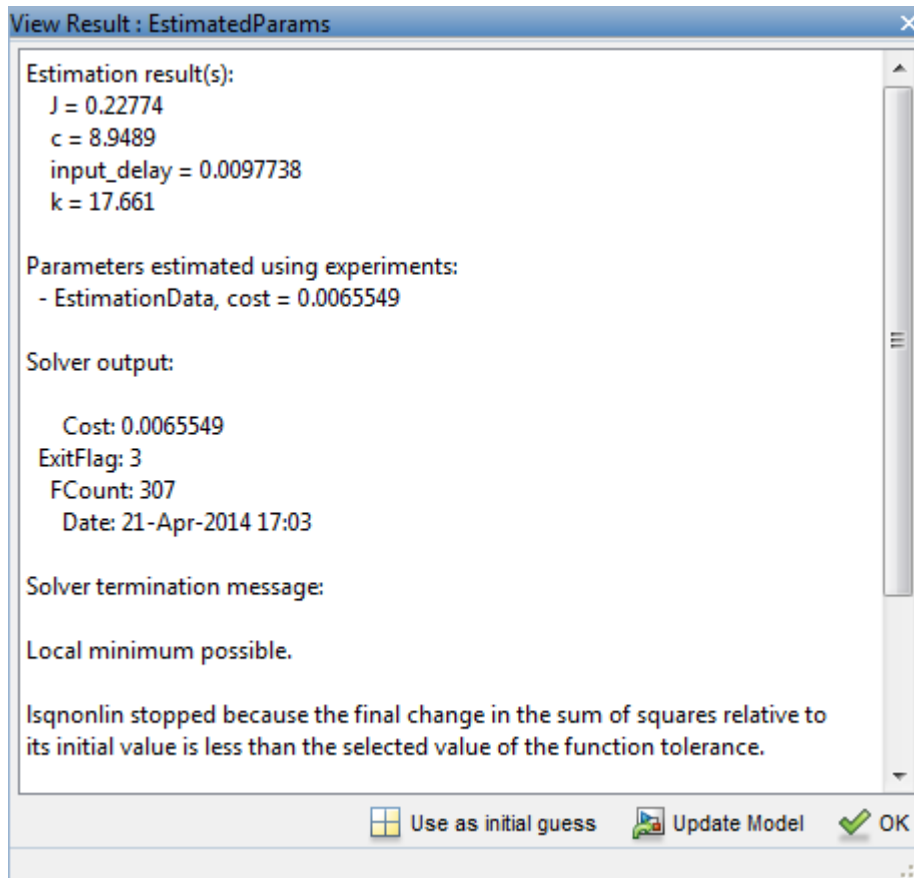 View Result : EstimatedParams
Estimation result(s):
J = 0.22774
c = 8.9489
input_delay = 0.0097738
k = 17.661
Parameters estimated using experiments:
- EstimationData, cost = 0.0065549
Solver output:
Cost: 0.0065549
ExitFlag: 3
FCount: 307
Date: 21-Apr-2014 17:03
Solver termination message:
Local minimum possible.
lsqnonlin stopped because the final change in the sum of squares relative to
its initial value is less than the selected value of the function tolerance.
Use as initial guess Update Model OK